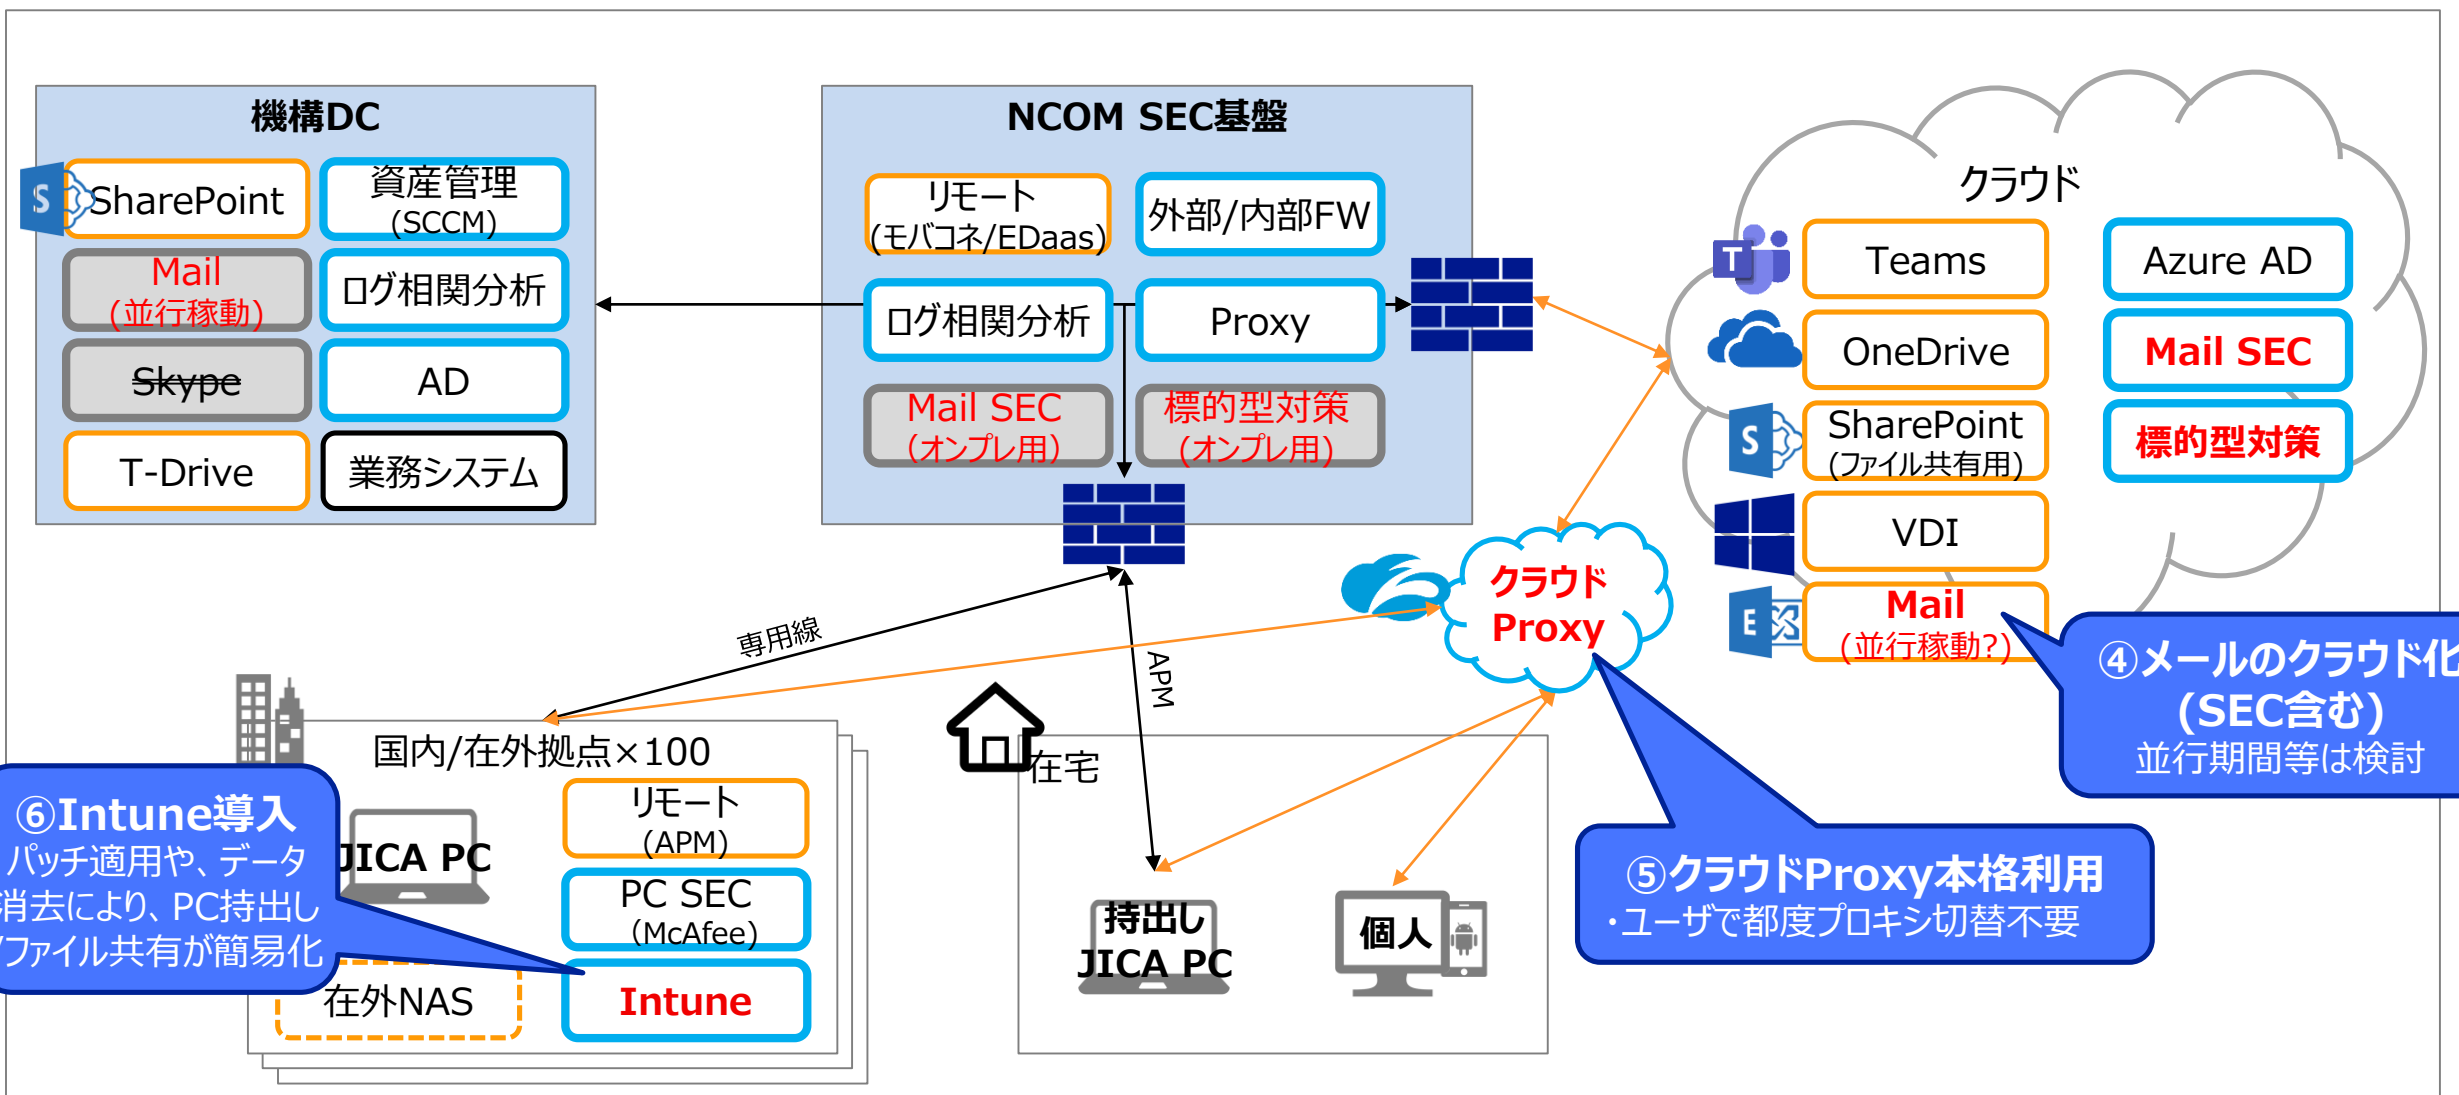 機構DC
SharePoint
資産管理
(SCCM)
Mail
(並行稼動)
ログ相関分析
Skype
AD
T-Drive
業務システム
NCOM SEC基盤
リモート
(モバコネ/EDaas)
外部/内部FW
ログ相関分析
Proxy
Mail SEC
(オンプレ用)
標的型対策
(オンプレ用)
クラウド
Teams
Azure AD
OneDrive
Mail SEC
SharePoint
(ファイル共有用)
標的型対策
VDI
Mail
(並行稼動?)
クラウド
Proxy
④メールのクラウド化
(SEC含む)
並行期間等は検討
専用線
APM
国内/在外拠点×100
JICA PC
リモート
(APM)
PC SEC
(McAfee)
Intune
在外NAS
⑥Intune導入
パッチ適用や、データ
消去により、PC持出し
/ファイル共有が簡易化
在宅
持出し
JICA PC
個人
⑤クラウドProxy本格利用
・ユーザで都度プロキシ切替不要